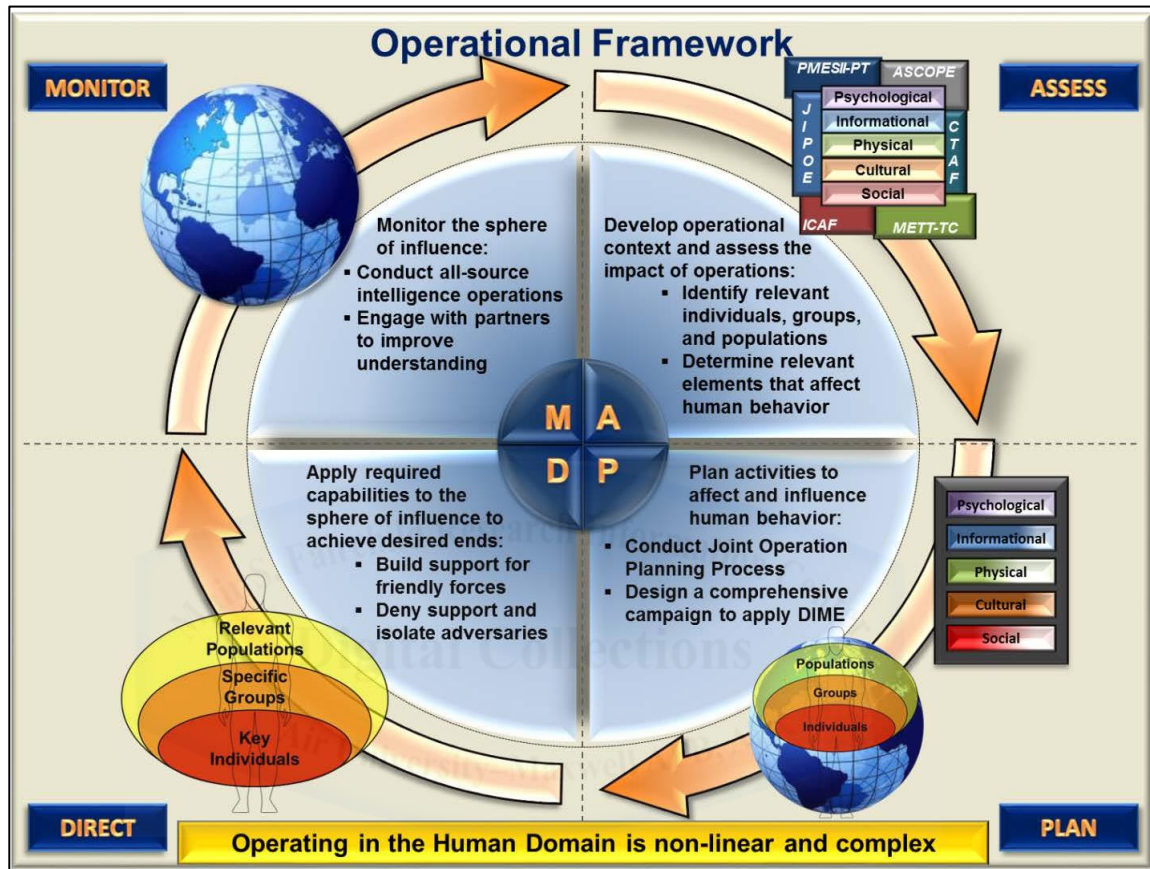 Operational Framework
MONITOR
ASSESS
PMESII-PT
ASCOPE
JIPOE
CTAF
Psychological
Informational
Physical
Cultural
Social
ICAF
METT-TC
Monitor the sphere
of influence:
▪ Conduct all-source
intelligence operations
▪ Engage with partners
to improve
understanding
Develop operational
context and assess the
impact of operations:
▪ Identify relevant
individuals, groups,
and populations
▪ Determine relevant
elements that affect
human behavior
M A
D P
Apply required
capabilities to the
sphere of influence to
achieve desired ends:
▪ Build support for
friendly forces
▪ Deny support and
isolate adversaries
Plan activities to
affect and influence
human behavior:
▪ Conduct Joint Operation
Planning Process
▪ Design a comprehensive
campaign to apply DIME
Psychological
Informational
Physical
Cultural
Social
Relevant
Populations
Specific
Groups
Key
Individuals
Populations
Groups
Individuals
DIRECT
PLAN
Operating in the Human Domain is non-linear and complex
Digital Collections